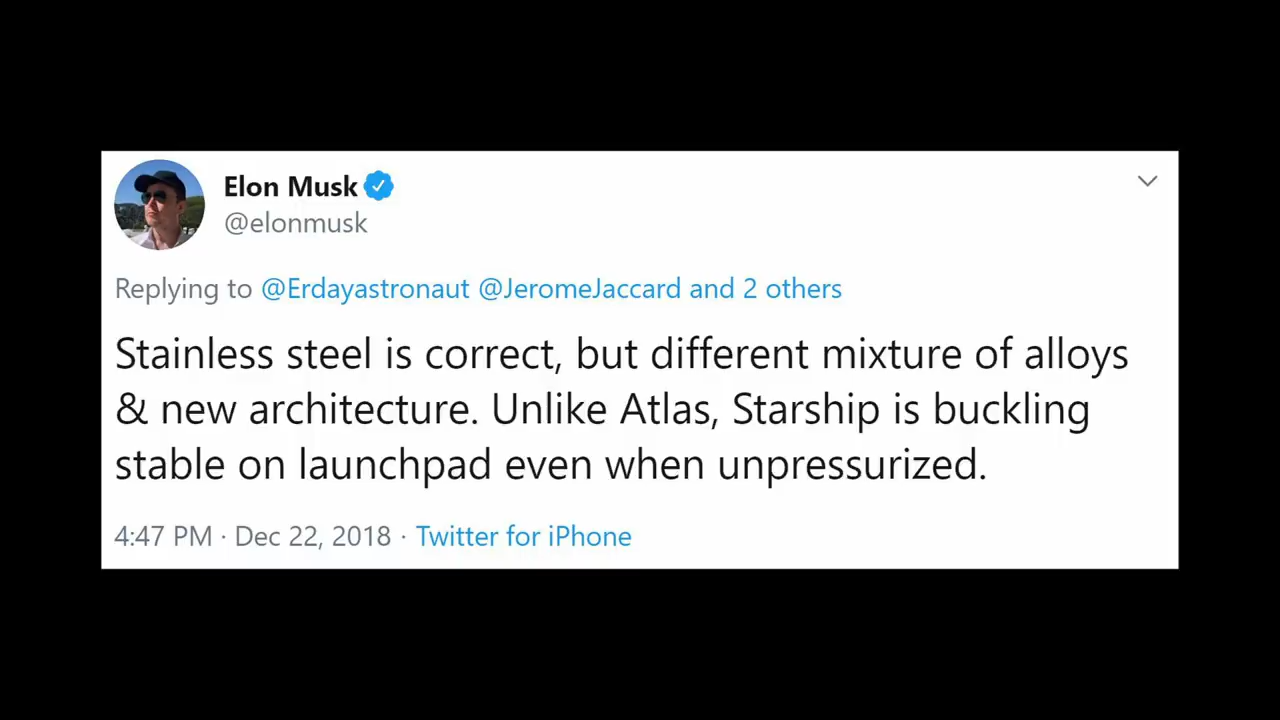 Elon Musk
@elonmusk
Replying to @Erdayastronaut @JeromeJaccard and 2 others
Stainless steel is correct, but different mixture of alloys
& new architecture. Unlike Atlas, Starship is buckling
stable on launchpad even when unpressurized.
4:47 PM · Dec 22, 2018 · Twitter for iPhone